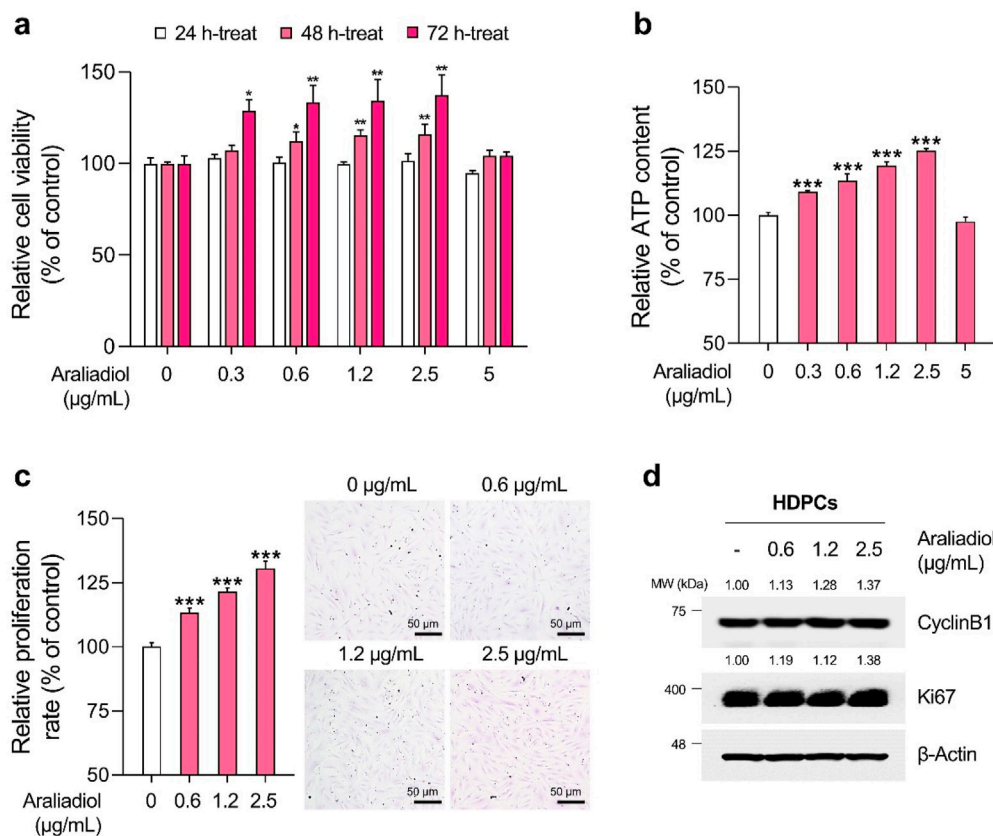 a
24 h-treat 48 h-treat 72 h-treat
Relative cell viability
(% of control)
150
100
50
0
* ** ** **
* ** **
Araliadiol
(µg/mL)
0 0.3 0.6 1.2 2.5 5
b
Relative ATP content
(% of control)
150
125
100
75
50
*** *** *** ***
Araliadiol
(µg/mL)
0 0.3 0.6 1.2 2.5 5
c
Relative proliferation
rate (% of control)
150
125
100
75
50
*** *** ***
Araliadiol
(µg/mL)
0 0.6 1.2 2.5
0 µg/mL 0.6 µg/mL
50 µm 50 µm
1.2 µg/mL 2.5 µg/mL
50 µm 50 µm
d
HDPCs
- 0.6 1.2 2.5
Araliadiol
(µg/mL)
MW (kDa) 1.00 1.13 1.28 1.37
75 CyclinB1
1.00 1.19 1.12 1.38
400 Ki67
48 β-Actin